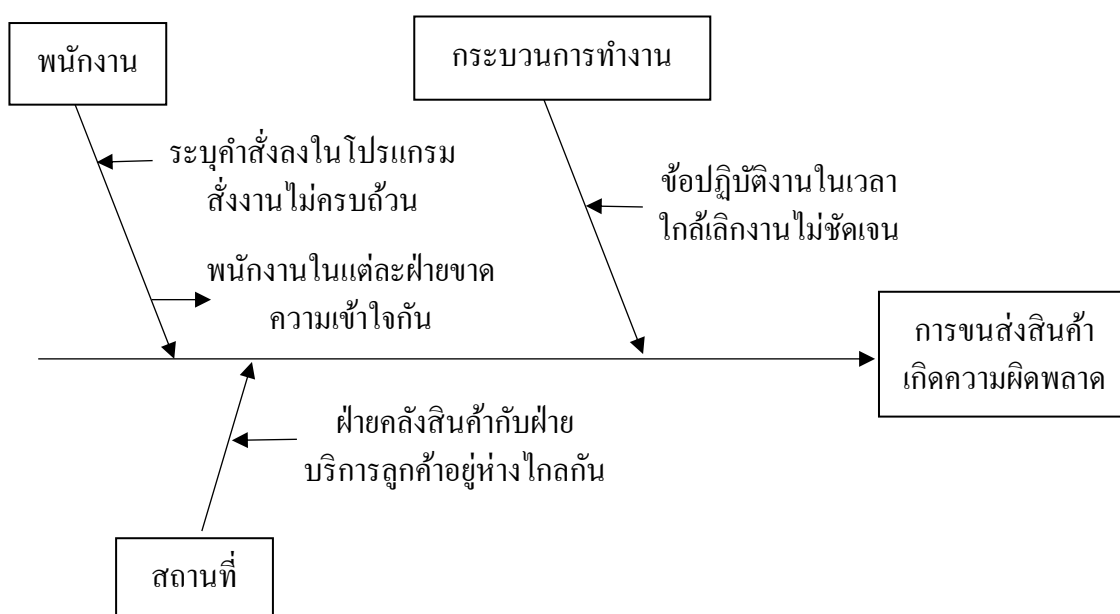 พนักงาน
กระบวนการทำงาน
ระบุคำสั่งลงในโปรแกรม
สั่งงานไม่ครบถ้วน
ข้อปฏิบัติงานในเวลา
ใกล้เลิกงานไม่ชัดเจน
พนักงานในแต่ละฝ่ายขาด
ความเข้าใจกัน
การขนส่งสินค้า
เกิดความผิดพลาด
ฝ่ายคลังสินค้ากับฝ่าย
บริการลูกค้าอยู่ห่างไกลกัน
สถานที่